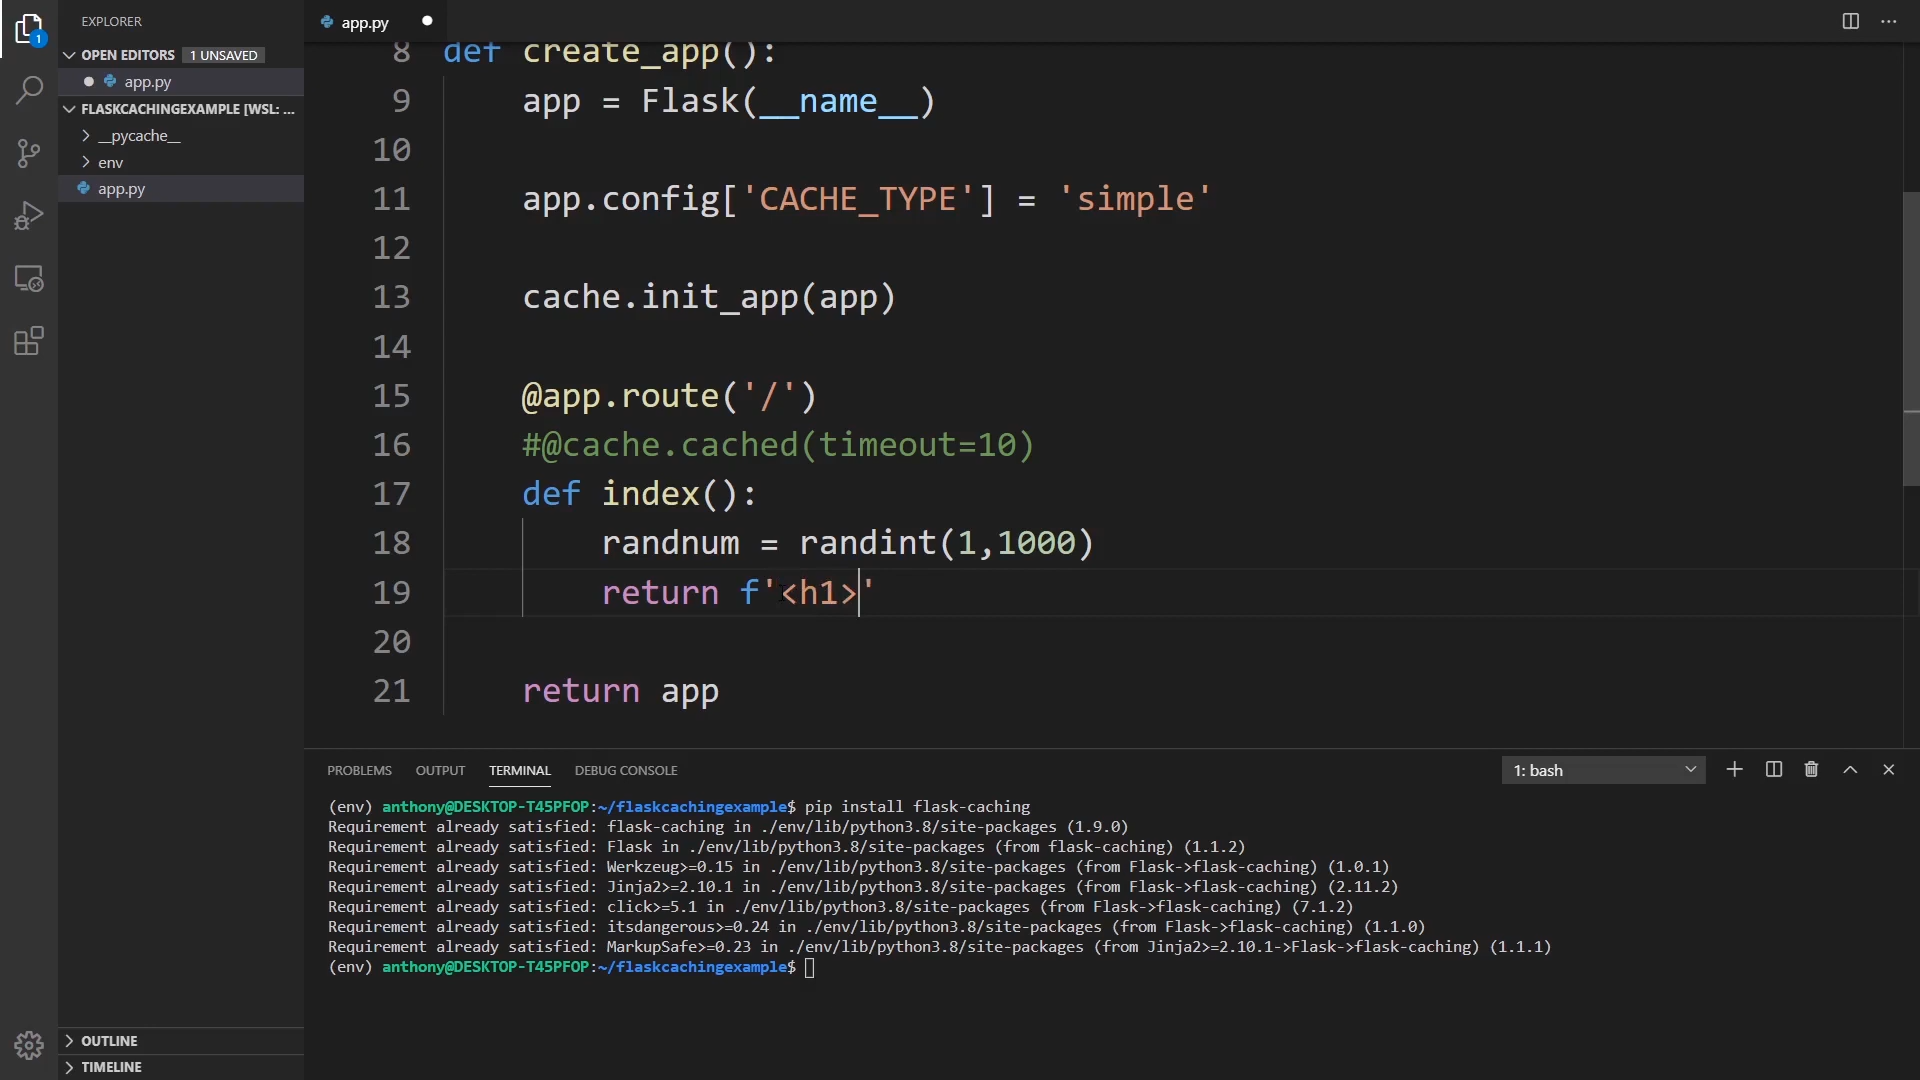 EXPLORER
OPEN EDITORS 1 UNSAVED
app.py
FLASKCACHINGEXAMPLE [WSL: ...
__pycache__
env
app.py
1
OUTLINE
TIMELINE
app.py
8 def create_app():
9 app = Flask(__name__)
10
11 app.config['CACHE_TYPE'] = 'simple'
12
13 cache.init_app(app)
14
15 @app.route('/')
16 #@cache.cached(timeout=10)
17 def index():
18 randnum = randint(1,1000)
19 return f'<h1>'
20
21 return app
PROBLEMS OUTPUT TERMINAL DEBUG CONSOLE 1: bash
(env) anthony@DESKTOP-T45PFOP:~/flaskcachingexample$ pip install flask-caching
Requirement already satisfied: flask-caching in ./env/lib/python3.8/site-packages (1.9.0)
Requirement already satisfied: Flask in ./env/lib/python3.8/site-packages (from flask-caching) (1.1.2)
Requirement already satisfied: Werkzeug>=0.15 in ./env/lib/python3.8/site-packages (from Flask->flask-caching) (1.0.1)
Requirement already satisfied: Jinja2>=2.10.1 in ./env/lib/python3.8/site-packages (from Flask->flask-caching) (2.11.2)
Requirement already satisfied: click>=5.1 in ./env/lib/python3.8/site-packages (from Flask->flask-caching) (7.1.2)
Requirement already satisfied: itsdangerous>=0.24 in ./env/lib/python3.8/site-packages (from Flask->flask-caching) (1.1.0)
Requirement already satisfied: MarkupSafe>=0.23 in ./env/lib/python3.8/site-packages (from Jinja2>=2.10.1->Flask->flask-caching) (1.1.1)
(env) anthony@DESKTOP-T45PFOP:~/flaskcachingexample$